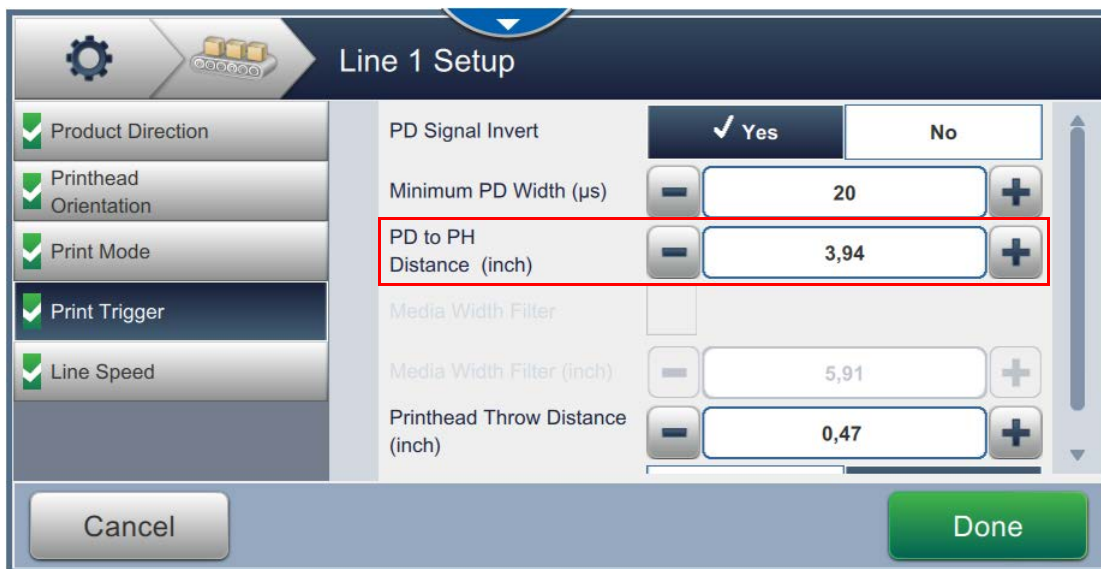 Line 1 Setup
Product Direction
Printhead
Orientation
Print Mode
Print Trigger
Line Speed
PD Signal Invert
Yes
No
Minimum PD Width (µs)
20
PD to PH
Distance (inch)
3,94
Media Width Filter
Media Width Filter (inch)
5,91
Printhead Throw Distance
(inch)
0,47
Cancel
Done